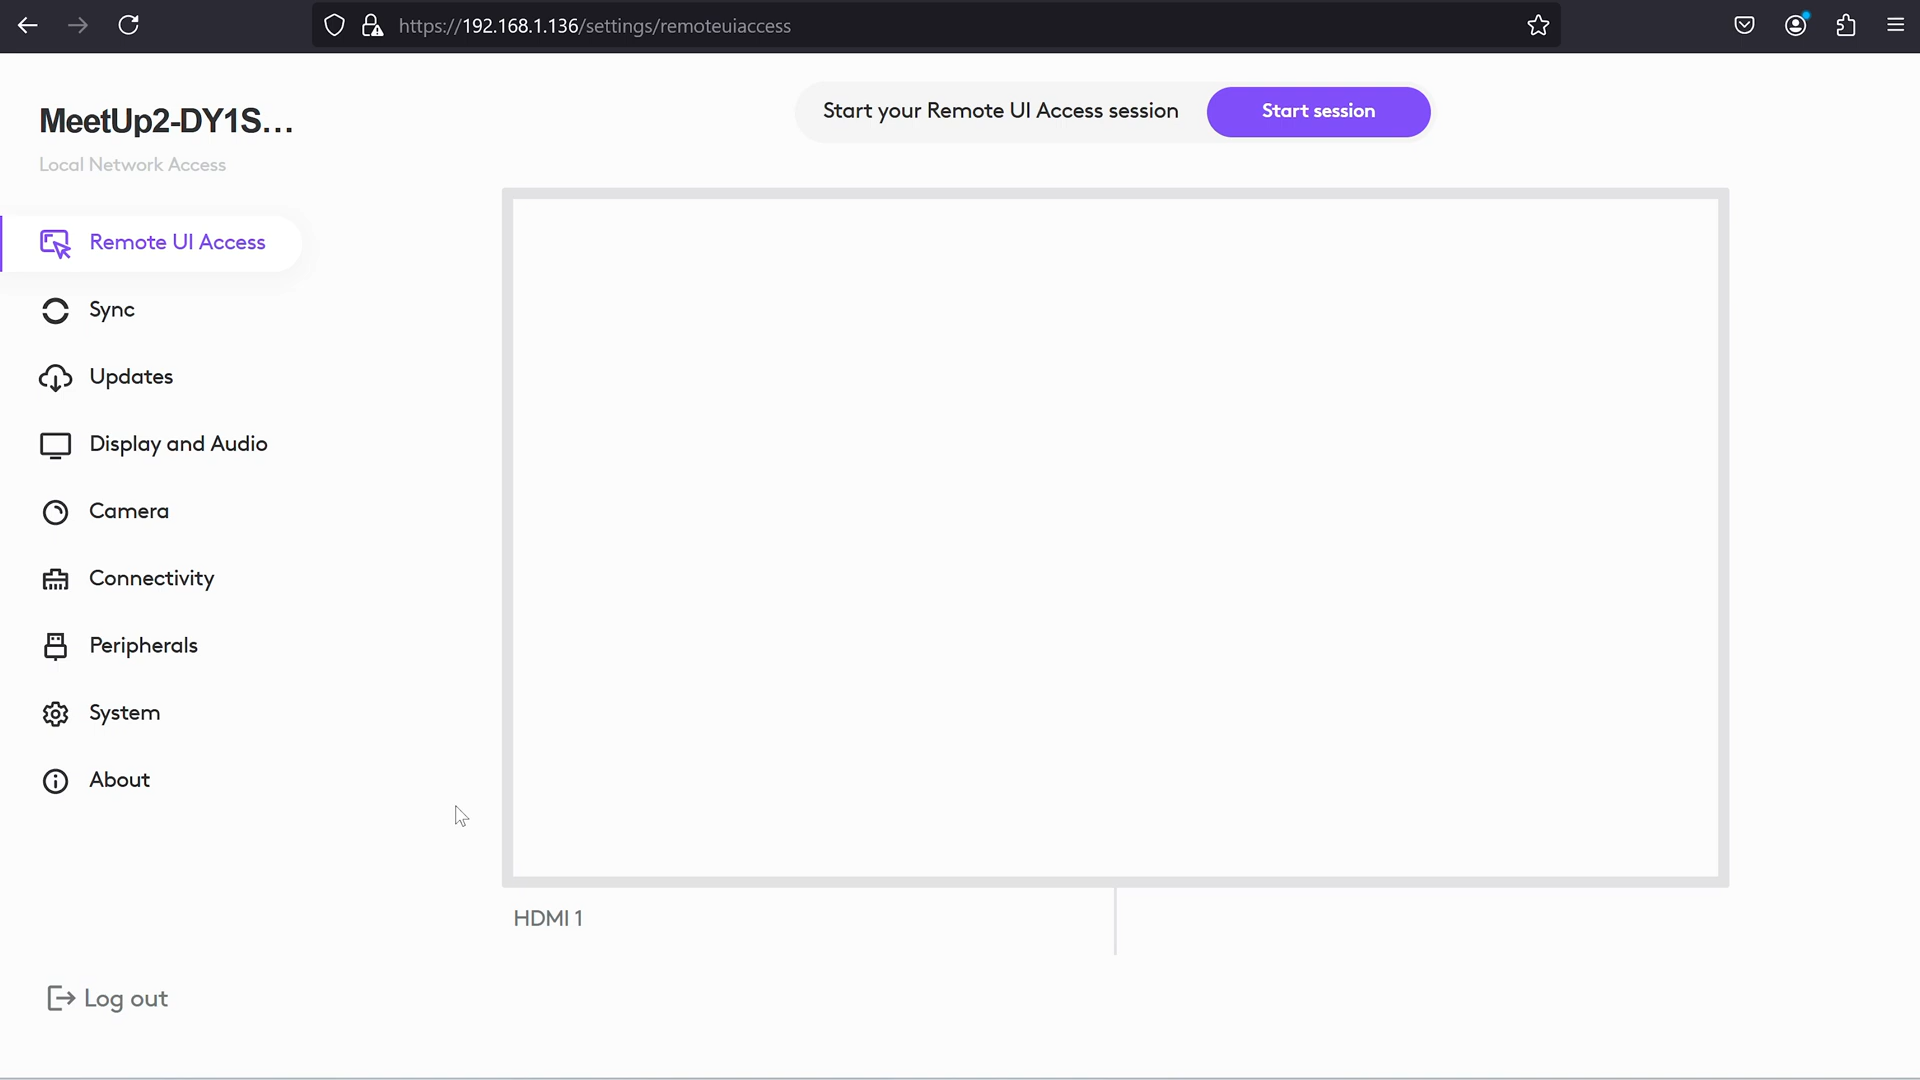 https://192.168.1.136/settings/remoteuiaccess
MeetUp2-DY1S...
Local Network Access
Start your Remote UI Access session
Start session
Remote UI Access
Sync
Updates
Display and Audio
Camera
Connectivity
Peripherals
System
About
HDMI 1
Log out